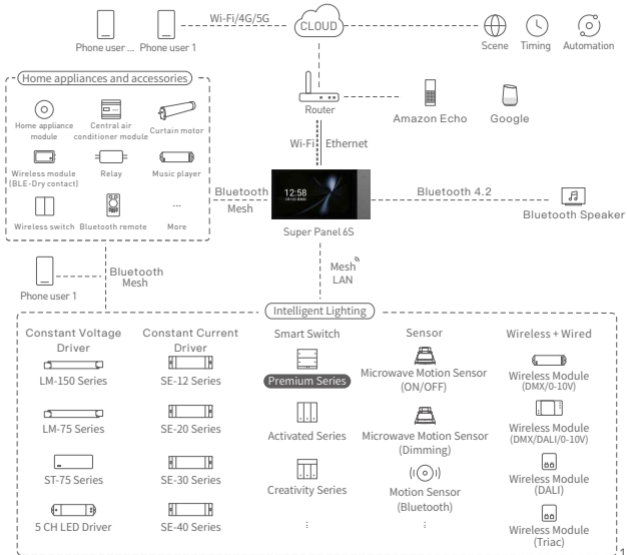 Wi-Fi/4G/5G
CLOUD
Phone user ... Phone user 1
Scene Timing Automation
Home appliances and accessories
Router
Amazon Echo Google
Home appliance
module
Central air
conditioner module
Curtain motor
Wi-Fi Ethernet
Wireless module
(BLE-Dry contact)
Relay
Music player
Bluetooth
Mesh
12:58
Bluetooth 4.2
Bluetooth Speaker
Wireless switch Bluetooth remote
...
More
Super Panel 6S
Phone user 1
Bluetooth
Mesh
Mesh
LAN
Intelligent Lighting
Constant Voltage
Driver
LM-150 Series
LM-75 Series
ST-75 Series
5 CH LED Driver
Constant Current
Driver
SE-12 Series
SE-20 Series
SE-30 Series
SE-40 Series
Smart Switch
Premium Series
Activated Series
Creativity Series
Sensor
Microwave Motion Sensor
(ON/OFF)
Microwave Motion Sensor
(Dimming)
Motion Sensor
(Bluetooth)
Wireless + Wired
Wireless Module
(DMX/0-10V)
Wireless Module
(DMX/DALI/0-10V)
Wireless Module
(DALI)
Wireless Module
(Triac)
1